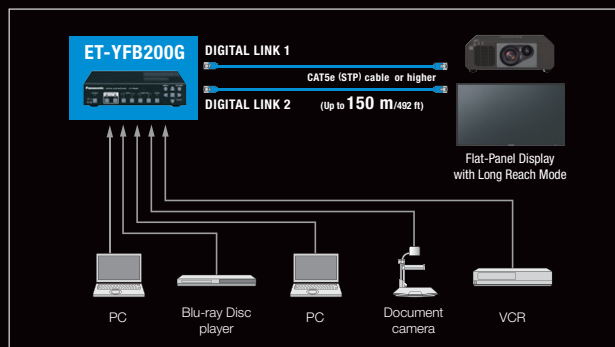 ET-YFB200G
Panasonic
DIGITAL LINK 1
CAT5e (STP) cable or higher
DIGITAL LINK 2
(Up to 150 m/492 ft)
Flat-Panel Display
with Long Reach Mode
PC
Blu-ray Disc
player
PC
Document
camera
VCR